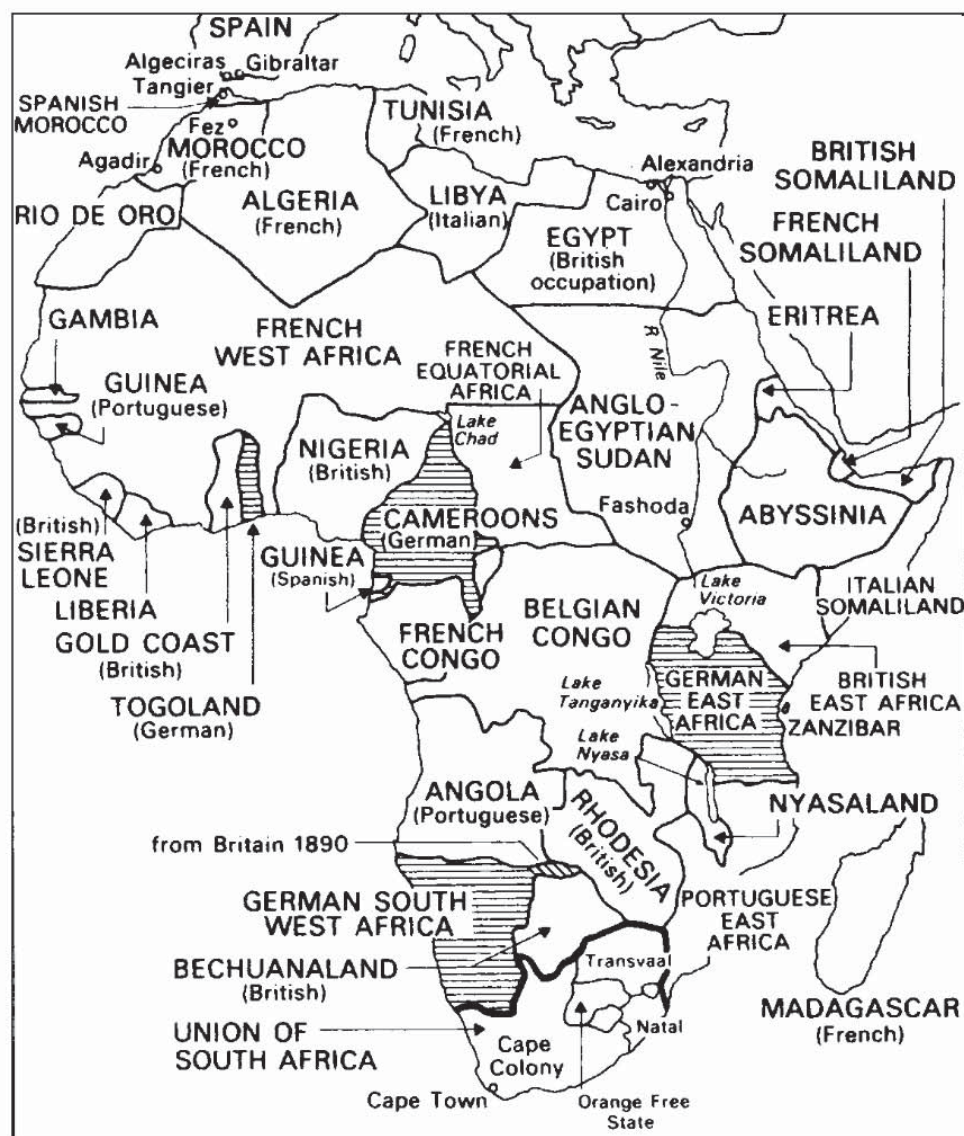 SPAIN
Algeciras
Gibraltar
Tangier
SPANISH
MOROCCO
Fez
MOROCCO
(French)
Agadir
TUNISIA
(French)
ALGERIA
(French)
LIBYA
(Italian)
Alexandria
Cairo
EGYPT
(British
occupation)
BRITISH
SOMALILAND
FRENCH
SOMALILAND
ERITREA
RIO DE ORO
GAMBIA
FRENCH
WEST AFRICA
GUINEA
(Portuguese)
FRENCH
EQUATORIAL
AFRICA
R Nile
Lake
Chad
NIGERIA
(British)
ANGLO-
EGYPTIAN
SUDAN
Fashoda
ABYSSINIA
CAMEROONS
(German)
(British)
SIERRA
LEONE
LIBERIA
GOLD COAST
(British)
TOGOLAND
(German)
GUINEA
(Spanish)
FRENCH
CONGO
BELGIAN
CONGO
Lake
Victoria
ITALIAN
SOMALILAND
GERMAN
EAST
AFRICA
BRITISH
EAST AFRICA
ZANZIBAR
Lake
Tanganyika
Lake
Nyasa
ANGOLA
(Portuguese)
RHODESIA
(British)
NYASALAND
from Britain 1890
GERMAN SOUTH
WEST AFRICA
PORTUGUESE
EAST
AFRICA
BECHUANALAND
(British)
Transvaal
MADAGASCAR
(French)
UNION OF
SOUTH AFRICA
Natal
Cape
Colony
Cape Town
Orange Free
State